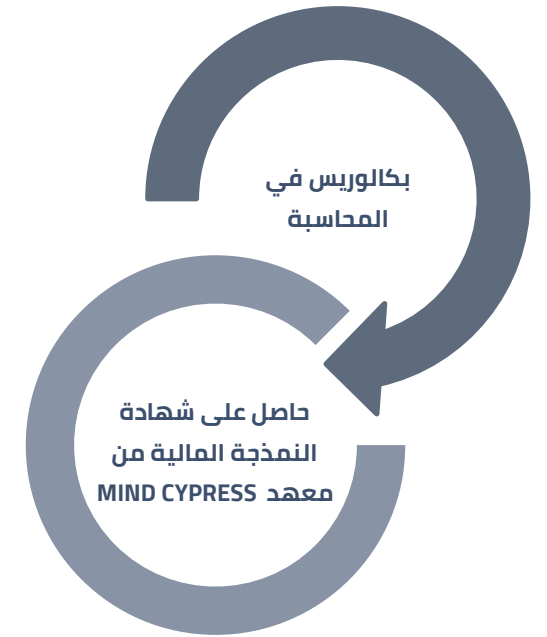 بكالوريس في
المحاسبة
حاصل على شهادة
النمذجة المالية من
معهد MIND CYPRESS